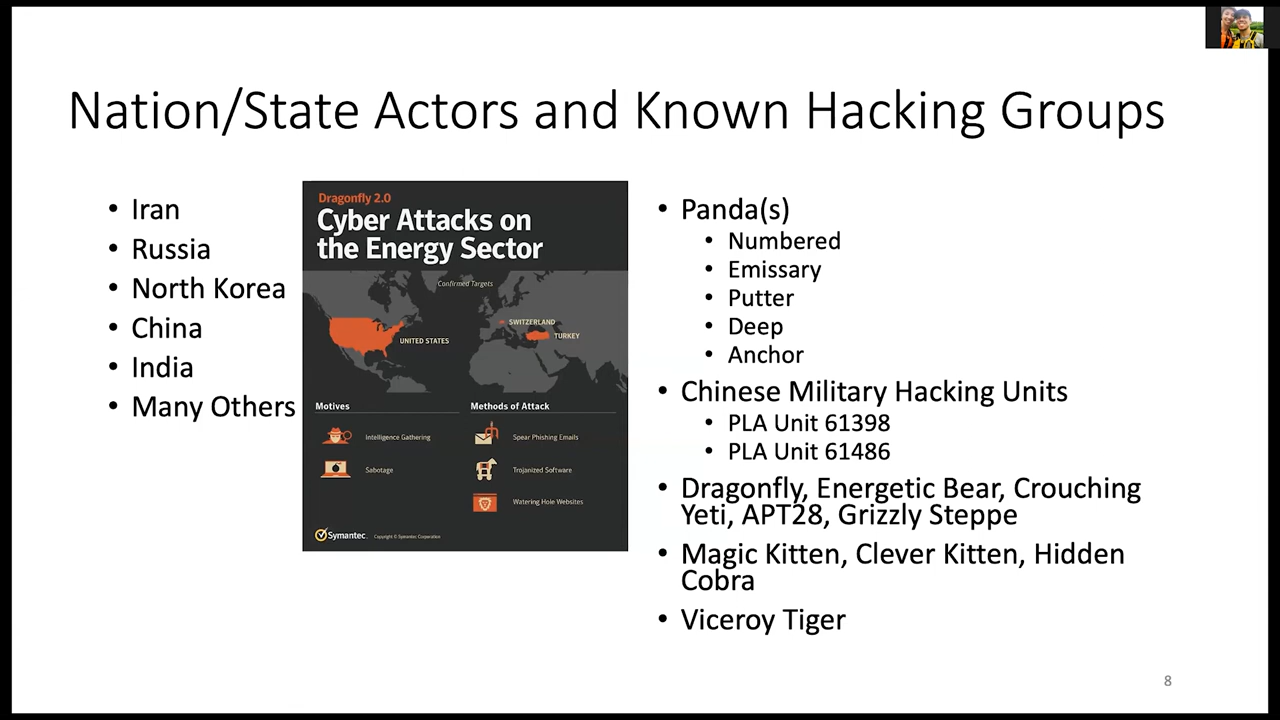 Nation/State Actors and Known Hacking Groups
• Iran
• Russia
• North Korea
• China
• India
• Many Others
Dragonfly 2.0
Cyber Attacks on
the Energy Sector
Confirmed Targets
SWITZERLAND
TURKEY
UNITED STATES
Motives
Intelligence Gathering
Sabotage
Methods of Attack
Spear Phishing Emails
Trojanized Software
Watering Hole Websites
Symantec. Copyright © Symantec Corporation
• Panda(s)
• Numbered
• Emissary
• Putter
• Deep
• Anchor
• Chinese Military Hacking Units
• PLA Unit 61398
• PLA Unit 61486
• Dragonfly, Energetic Bear, Crouching
Yeti, APT28, Grizzly Steppe
• Magic Kitten, Clever Kitten, Hidden
Cobra
• Viceroy Tiger
8